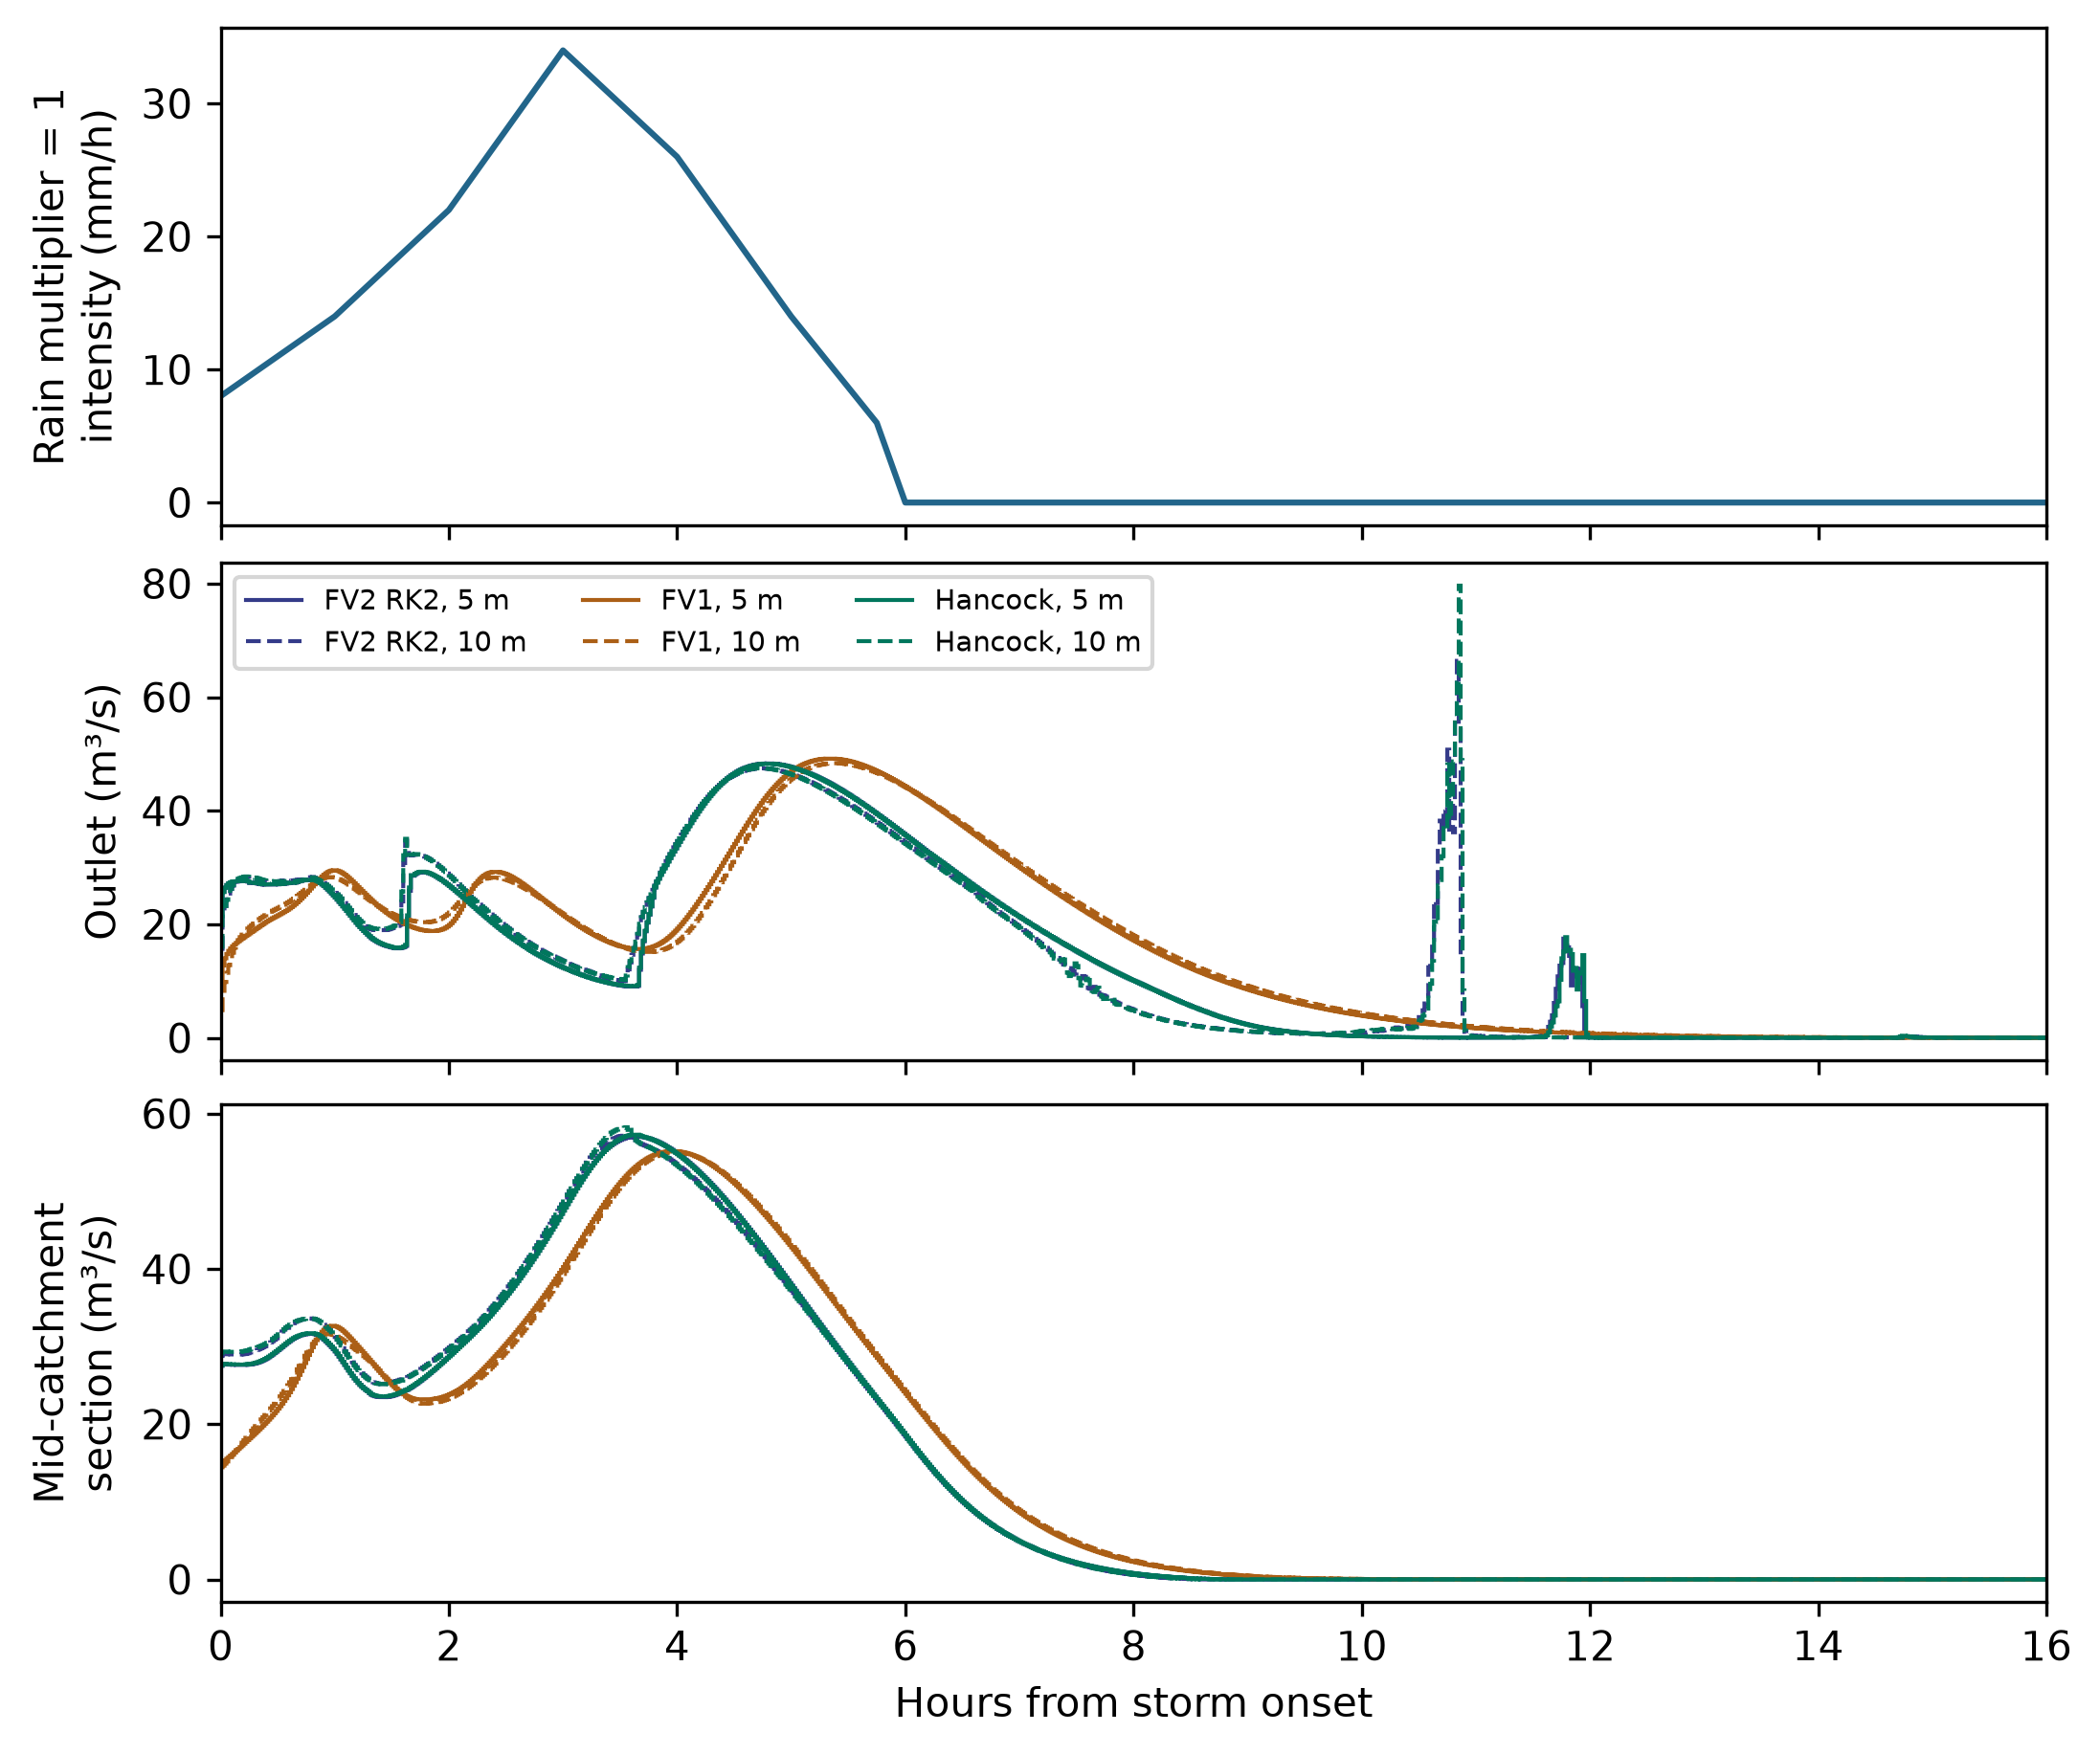 Rain multiplier = 1
intensity (mm/h)
30
20
10
0
Outlet (m³/s)
80
60
40
20
0
FV2 RK2, 5 m
FV2 RK2, 10 m
FV1, 5 m
FV1, 10 m
Hancock, 5 m
Hancock, 10 m
Mid-catchment
section (m³/s)
60
40
20
0
0 2 4 6 8 10 12 14 16
Hours from storm onset